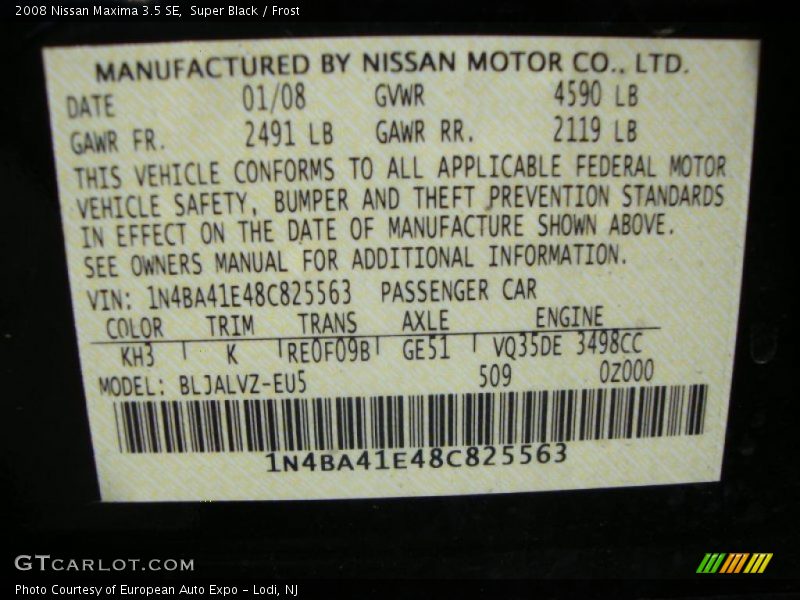 2008 Nissan Maxima 3.5 SE, Super Black / Frost
MANUFACTURED BY NISSAN MOTOR CO., LTD.
DATE 01/08 GVWR 4590 LB
GAWR FR. 2491 LB GAWR RR. 2119 LB
THIS VEHICLE CONFORMS TO ALL APPLICABLE FEDERAL MOTOR
VEHICLE SAFETY, BUMPER AND THEFT PREVENTION STANDARDS
IN EFFECT ON THE DATE OF MANUFACTURE SHOWN ABOVE.
SEE OWNERS MANUAL FOR ADDITIONAL INFORMATION.
VIN: 1N4BA41E48C825563 PASSENGER CAR
COLOR TRIM TRANS AXLE ENGINE
KH3 K RE0F09B GE51 VQ35DE 3498CC
MODEL: BLJALVZ-EU5 509 0Z000
1N4BA41E48C825563
GTCARLOT.COM
Photo Courtesy of European Auto Expo - Lodi, NJ